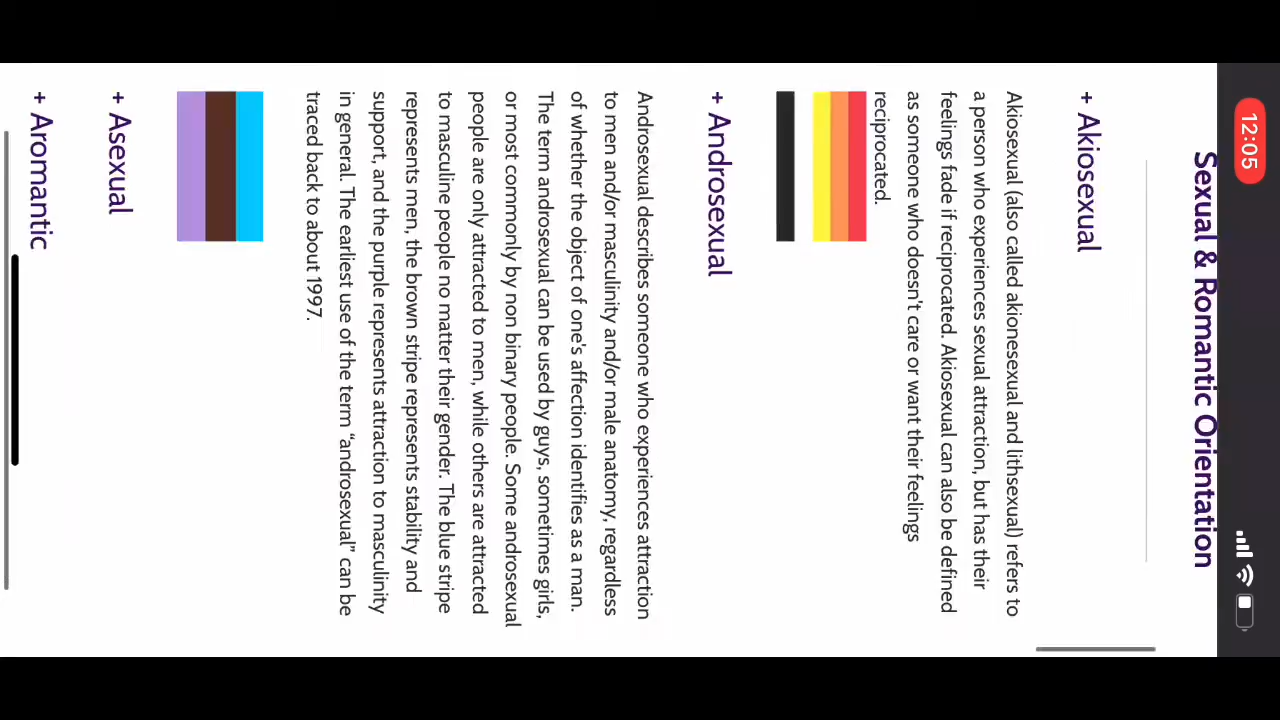 12:05
Sexual & Romantic Orientation
+ Akiosexual
Akiosexual (also called akionesexual and lithsexual) refers to
a person who experiences sexual attraction, but has their
feelings fade if reciprocated. Akiosexual can also be defined
as someone who doesn't care or want their feelings
reciprocated.
+ Androsexual
Androsexual describes someone who experiences attraction
to men and/or masculinity and/or male anatomy, regardless
of whether the object of one's affection identifies as a man.
The term androsexual can be used by guys, sometimes girls,
or most commonly by non binary people. Some androsexual
people are only attracted to men, while others are attracted
to masculine people no matter their gender. The blue stripe
represents men, the brown stripe represents stability and
support, and the purple represents attraction to masculinity
in general. The earliest use of the term “androsexual” can be
traced back to about 1997.
+ Asexual
+ Aromantic